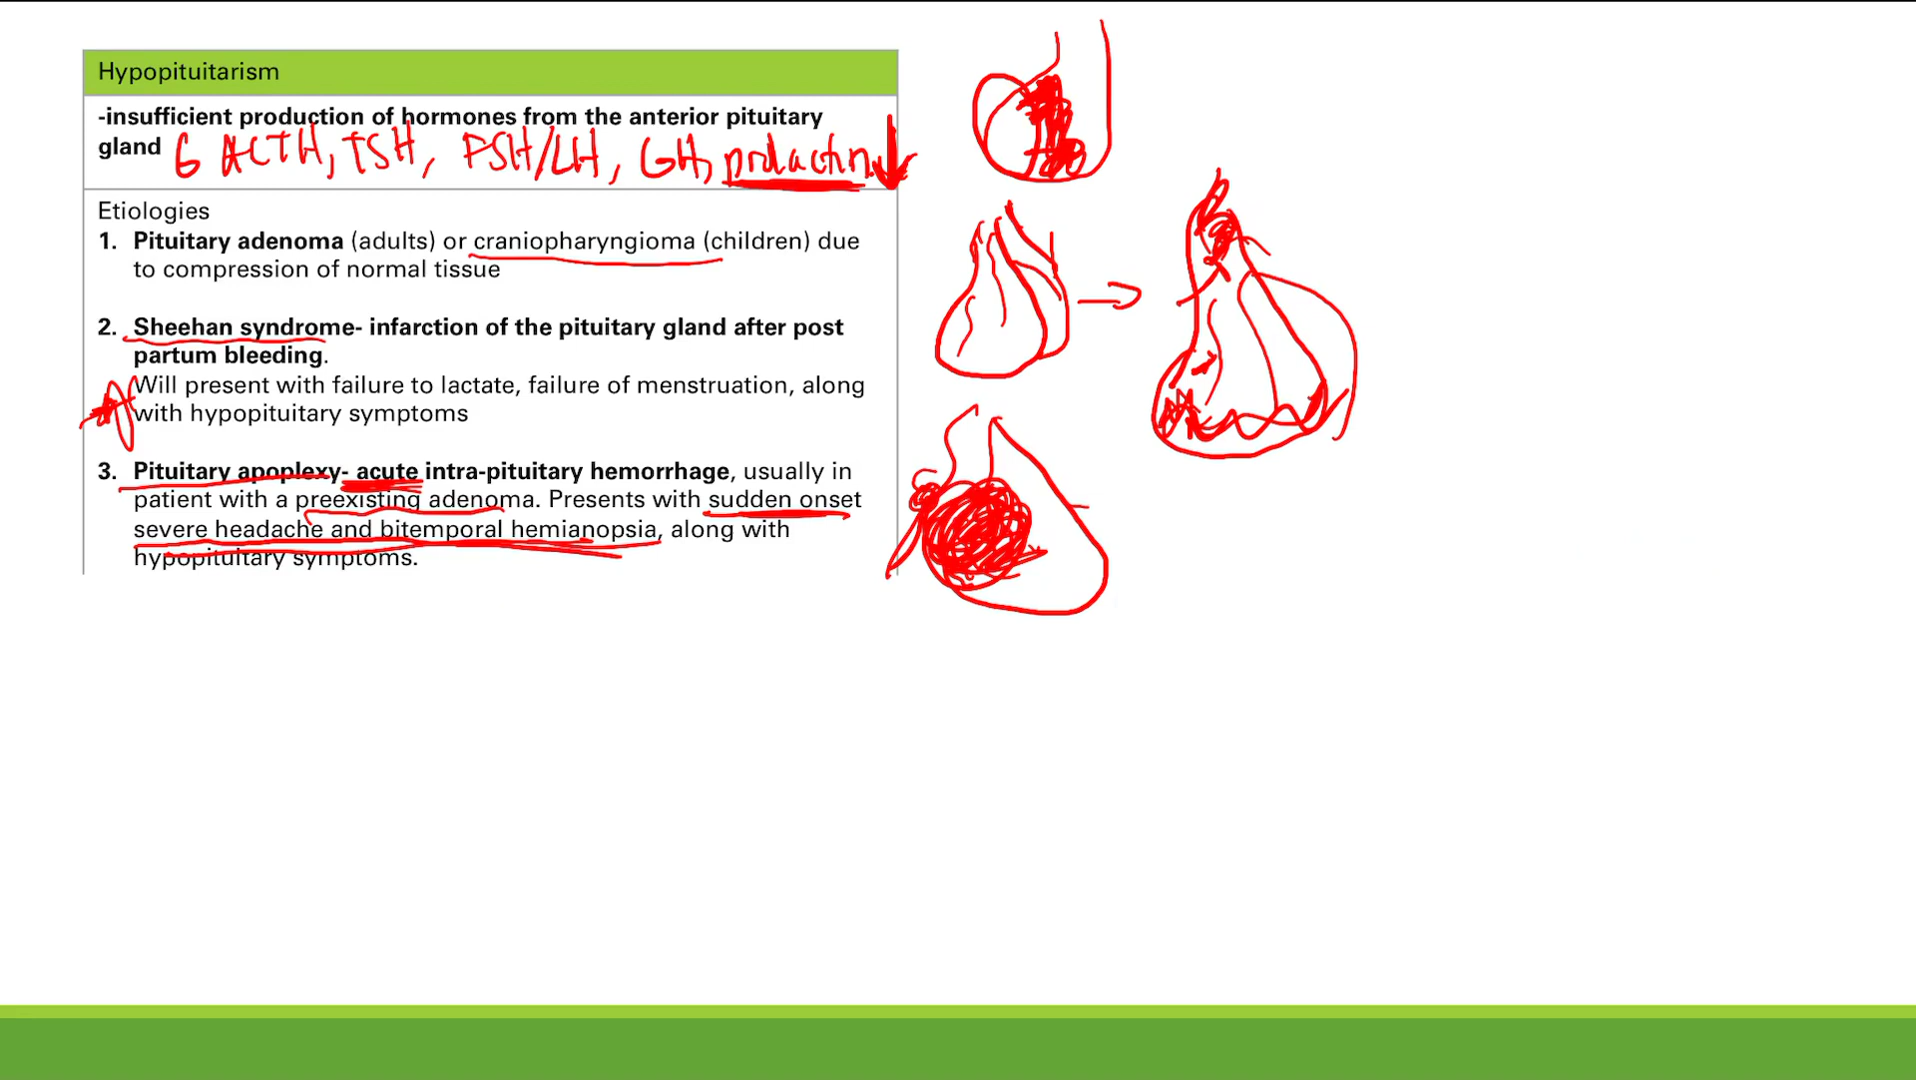 Hypopituitarism
-insufficient production of hormones from the anterior pituitary
gland 6 ACTH, TSH, FSH/LH, GH, prolactin
Etiologies
1. Pituitary adenoma (adults) or craniopharyngioma (children) due
to compression of normal tissue
2. Sheehan syndrome- infarction of the pituitary gland after post
partum bleeding.
Will present with failure to lactate, failure of menstruation, along
with hypopituitary symptoms
3. Pituitary apoplexy- acute intra-pituitary hemorrhage, usually in
patient with a preexisting adenoma. Presents with sudden onset
severe headache and bitemporal hemianopsia, along with
hypopituitary symptoms.